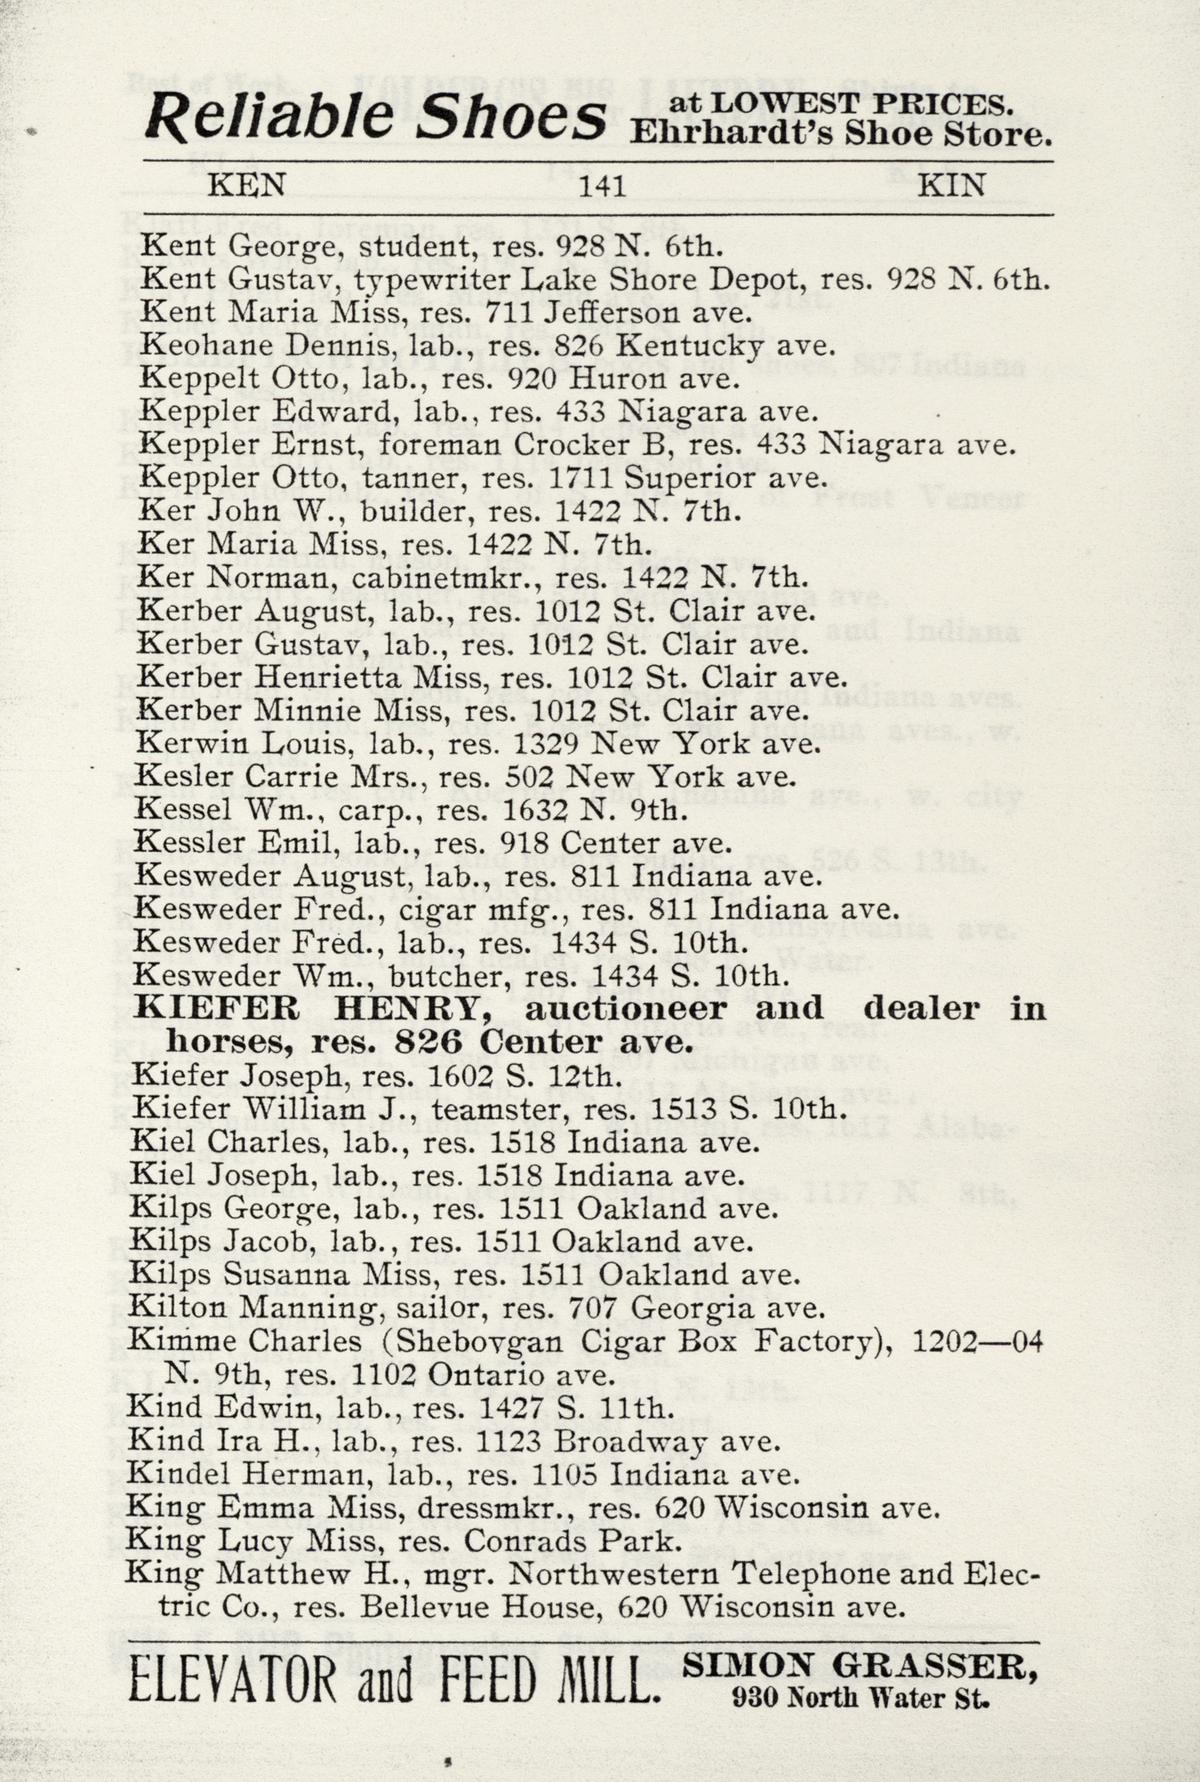 Reliable Shoes at LOWEST PRICES.
Ehrhardt's Shoe Store.
KEN 141 KIN
Kent George, student, res. 928 N. 6th.
Kent Gustav, typewriter Lake Shore Depot, res. 928 N. 6th.
Kent Maria Miss, res. 711 Jefferson ave.
Keohane Dennis, lab., res. 826 Kentucky ave.
Keppelt Otto, lab., res. 920 Huron ave.
Keppler Edward, lab., res. 433 Niagara ave.
Keppler Ernst, foreman Crocker B, res. 433 Niagara ave.
Keppler Otto, tanner, res. 1711 Superior ave.
Ker John W., builder, res. 1422 N. 7th.
Ker Maria Miss, res. 1422 N. 7th.
Ker Norman, cabinetmkr., res. 1422 N. 7th.
Kerber August, lab., res. 1012 St. Clair ave.
Kerber Gustav, lab., res. 1012 St. Clair ave.
Kerber Henrietta Miss, res. 1012 St. Clair ave.
Kerber Minnie Miss, res. 1012 St. Clair ave.
Kerwin Louis, lab., res. 1329 New York ave.
Kesler Carrie Mrs., res. 502 New York ave.
Kessel Wm., carp., res. 1632 N. 9th.
Kessler Emil, lab., res. 918 Center ave.
Kesweder August, lab., res. 811 Indiana ave.
Kesweder Fred., cigar mfg., res. 811 Indiana ave.
Kesweder Fred., lab., res. 1434 S. 10th.
Kesweder Wm., butcher, res. 1434 S. 10th.
KIEFER HENRY, auctioneer and dealer in
horses, res. 826 Center ave.
Kiefer Joseph, res. 1602 S. 12th.
Kiefer William J., teamster, res. 1513 S. 10th.
Kiel Charles, lab., res. 1518 Indiana ave.
Kiel Joseph, lab., res. 1518 Indiana ave.
Kilps George, lab., res. 1511 Oakland ave.
Kilps Jacob, lab., res. 1511 Oakland ave.
Kilps Susanna Miss, res. 1511 Oakland ave.
Kilton Manning, sailor, res. 707 Georgia ave.
Kimme Charles (Sheboygan Cigar Box Factory), 1202—04
N. 9th, res. 1102 Ontario ave.
Kind Edwin, lab., res. 1427 S. 11th.
Kind Ira H., lab., res. 1123 Broadway ave.
Kindel Herman, lab., res. 1105 Indiana ave.
King Emma Miss, dressmkr., res. 620 Wisconsin ave.
King Lucy Miss, res. Conrads Park.
King Matthew H., mgr. Northwestern Telephone and Elec-
tric Co., res. Bellevue House, 620 Wisconsin ave.
ELEVATOR and FEED MILL. SIMON GRASSER,
930 North Water St.